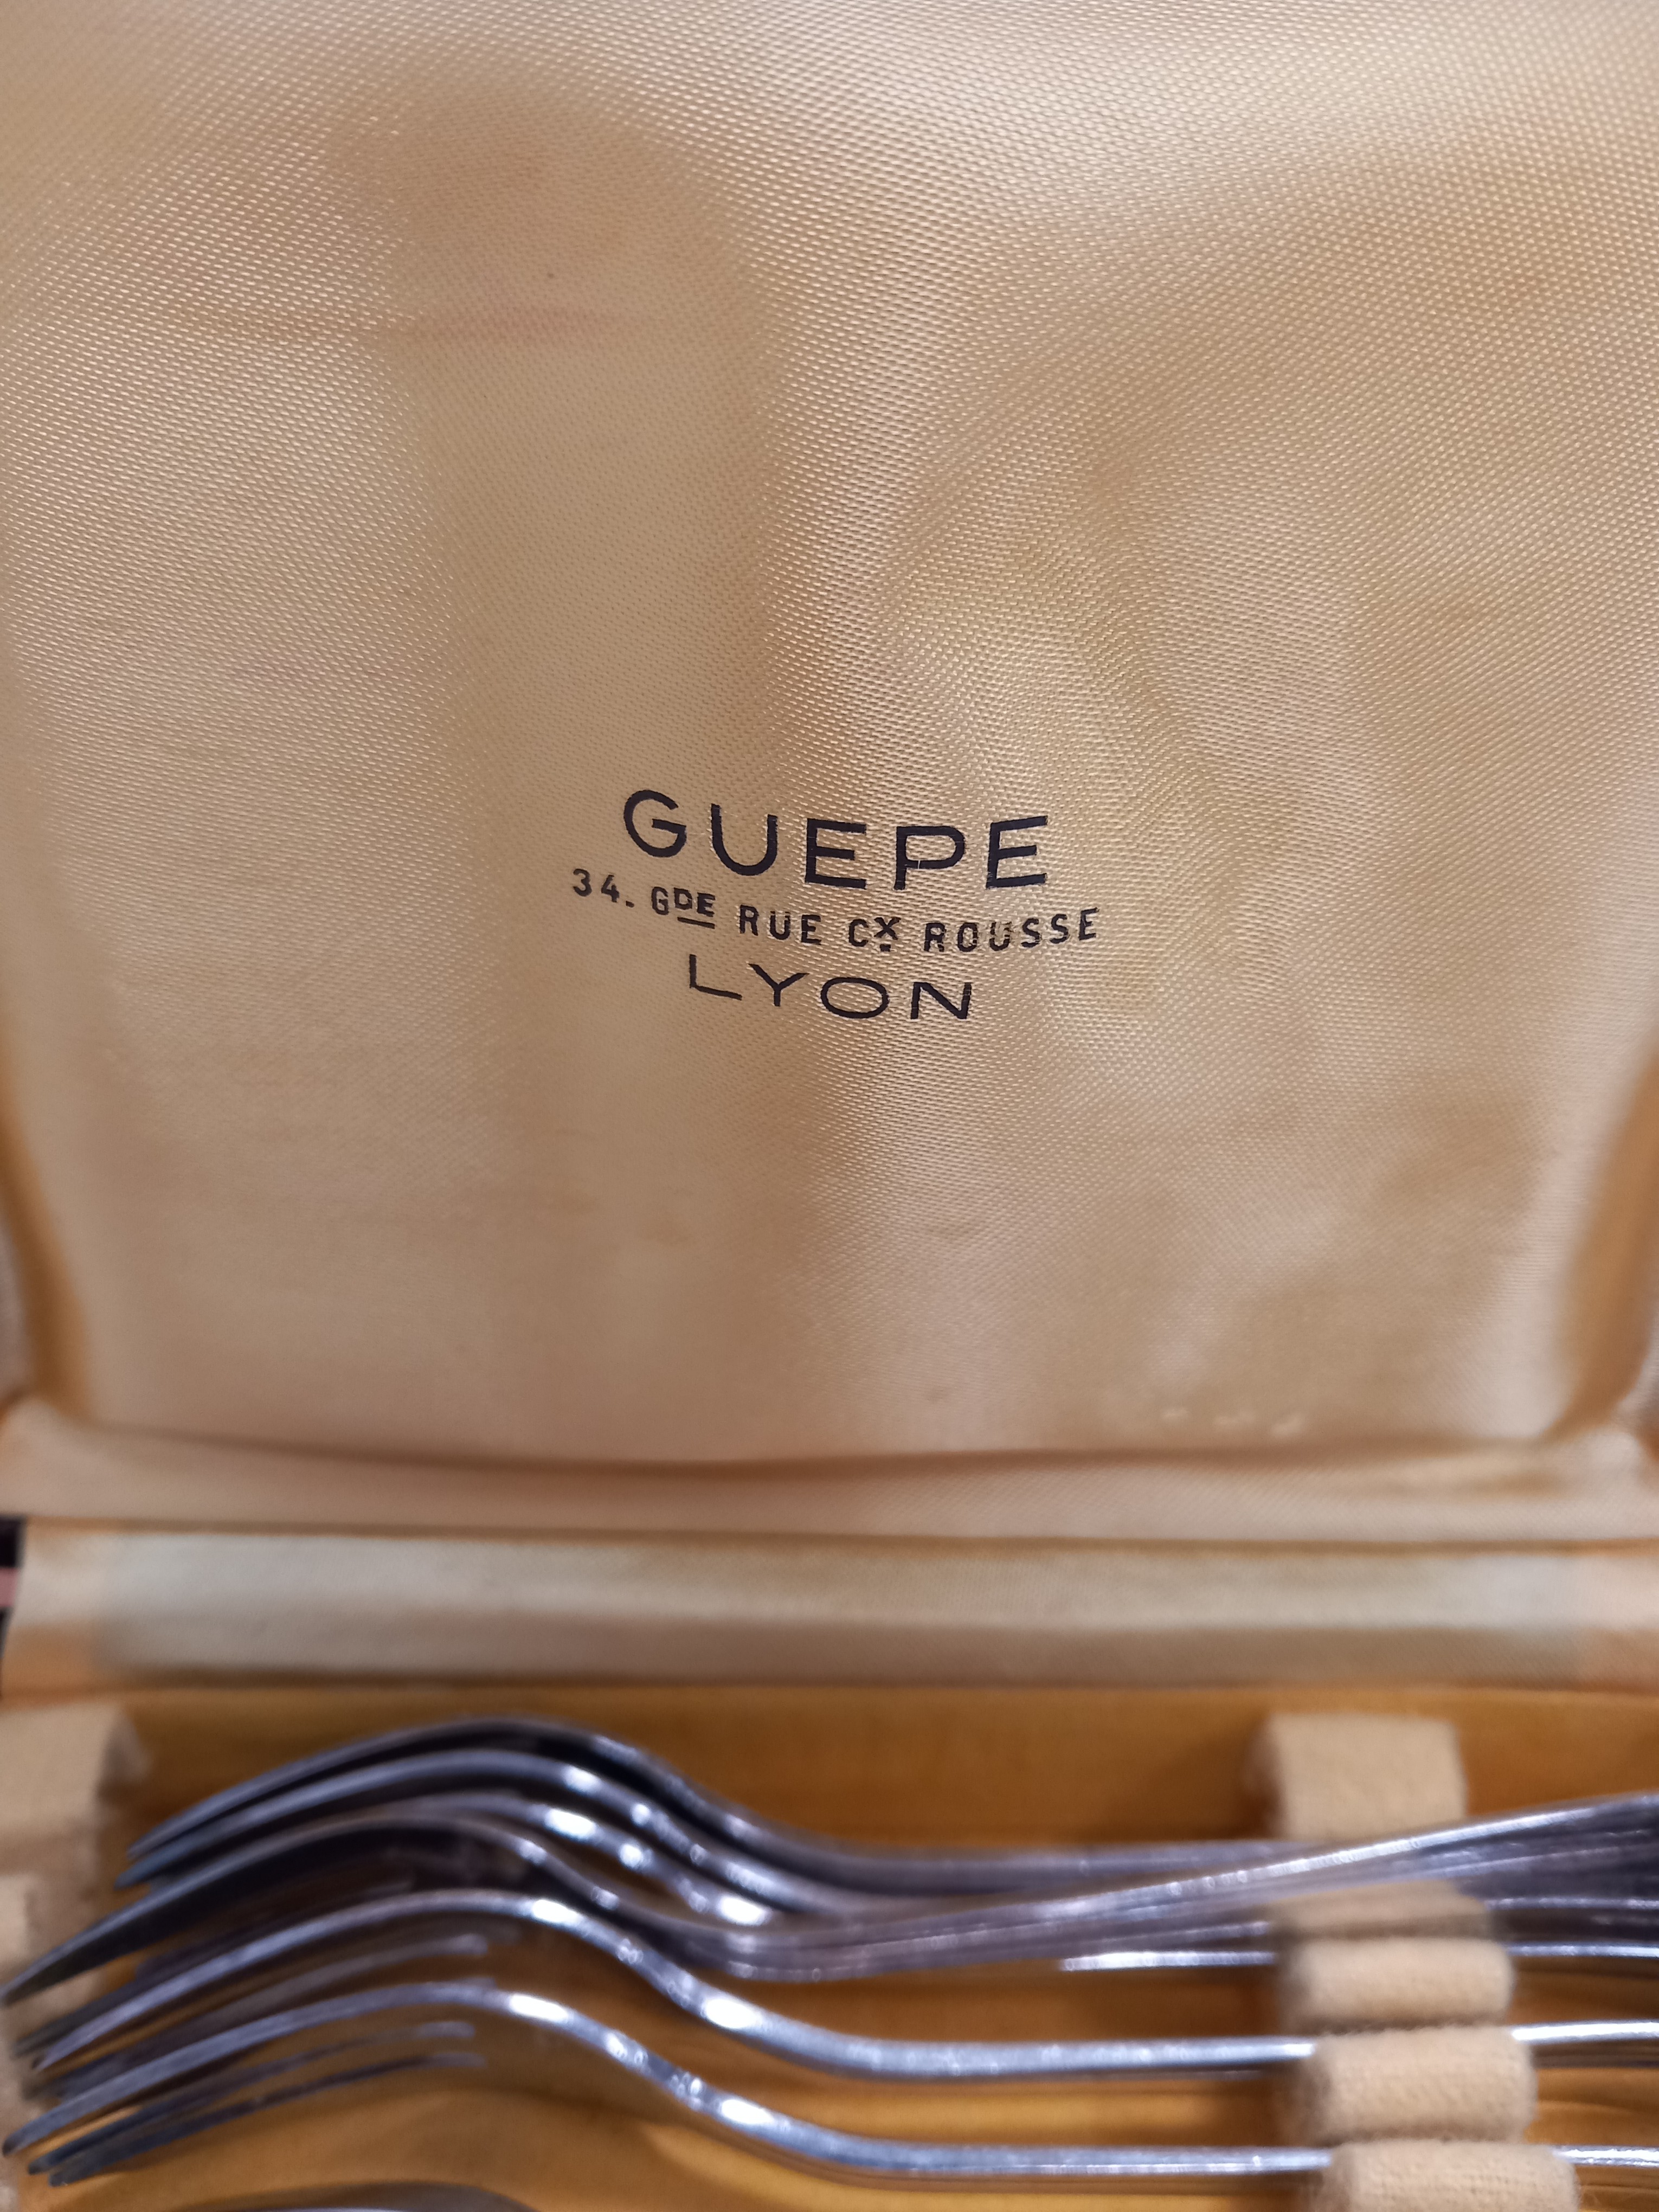 GUEPE
34. GDE RUE CX ROUSSE
LYON